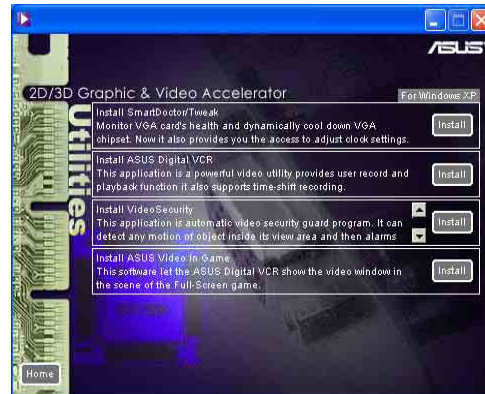 ASUS
2D/3D Graphic & Video Accelerator
For Windows XP
Utilities
Install SmartDoctor/Tweak
Monitor VGA card's health and dynamically cool down VGA
chipset. Now it also provides you the access to adjust clock settings.
Install
Install ASUS Digital VCR
This application is a powerful video utility provides user record and
playback function it also supports time-shift recording.
Install
Install VideoSecurity
This application is automatic video security guard program. It can
detect any motion of object inside its view area and then alarms
Install
Install ASUS Video In Game
This software let the ASUS Digital VCR show the video window in
the scene of the Full-Screen game.
Install
Home